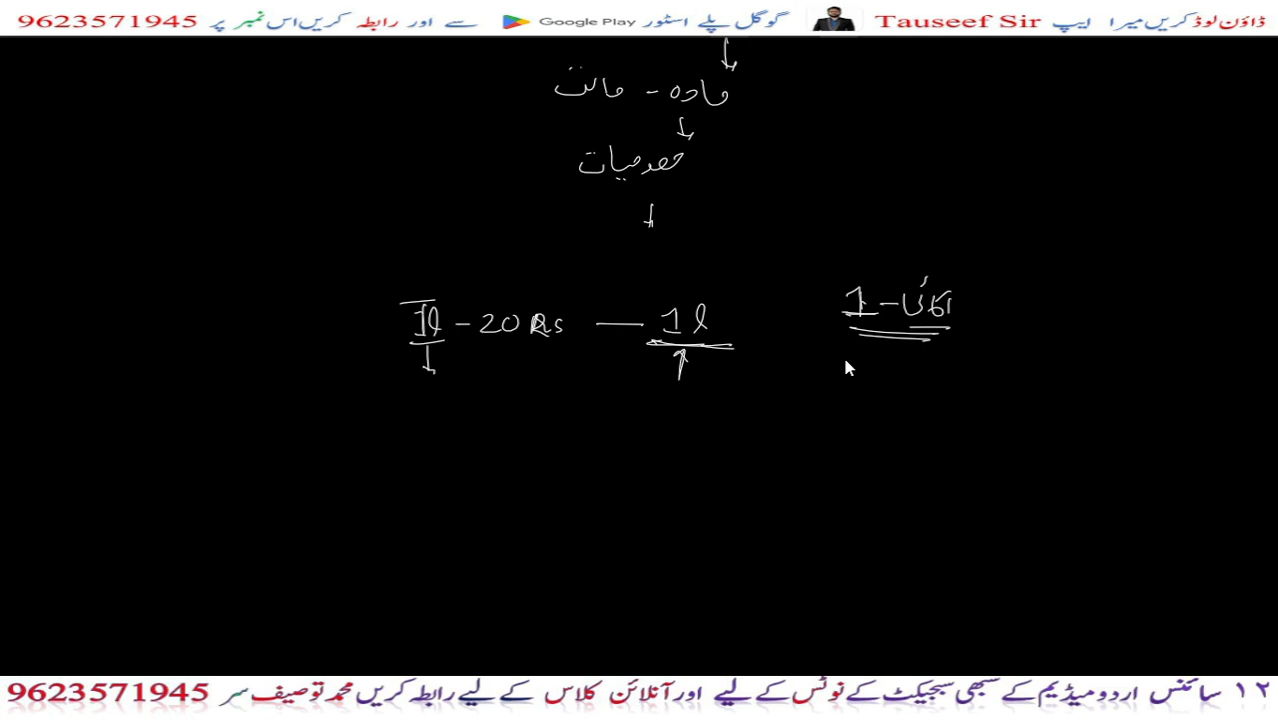 ڈاؤن لوڈ کریں میرا ایپ Tauseef Sir گوگل پلے اسٹور Google Play سے اور رابطہ کریں اس نمبر پر 9623571945
مادہ - حالت
خصوصیات
1l - 20 Rs — 1l
1 - اکائی
۱۲ سائنس اردو میڈیم کے سبھی سبجیکٹ کے نوٹس کے لیے اور آنلائن کلاس کے لیے رابطہ کریں محمد توصیف سر 9623571945